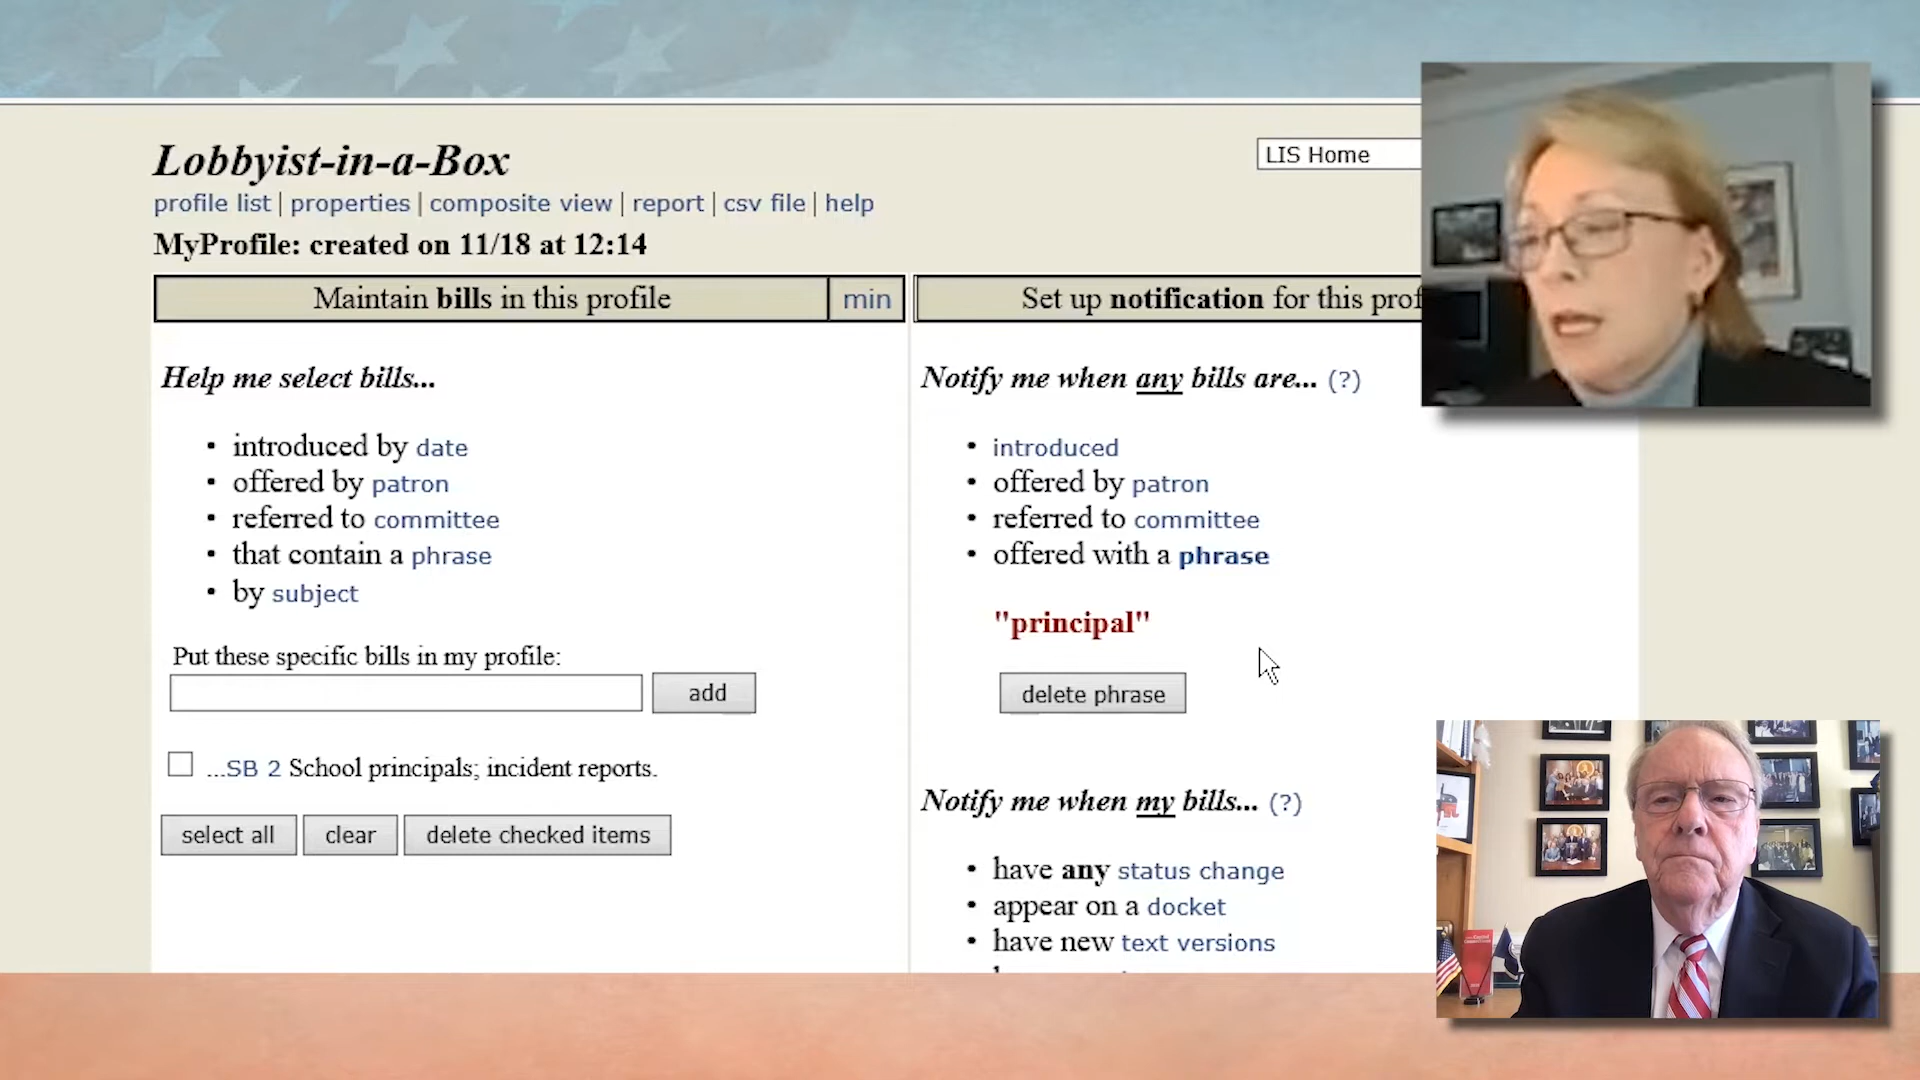 Lobbyist-in-a-Box
LIS Home
profile list | properties | composite view | report | csv file | help
MyProfile: created on 11/18 at 12:14
Maintain bills in this profile
min
Set up notification for this prof
Help me select bills...
• introduced by date
• offered by patron
• referred to committee
• that contain a phrase
• by subject
Put these specific bills in my profile:
add
...SB 2 School principals; incident reports.
select all
clear
delete checked items
Notify me when any bills are... (?)
• introduced
• offered by patron
• referred to committee
• offered with a phrase
"principal"
delete phrase
Notify me when my bills... (?)
• have any status change
• appear on a docket
• have new text versions